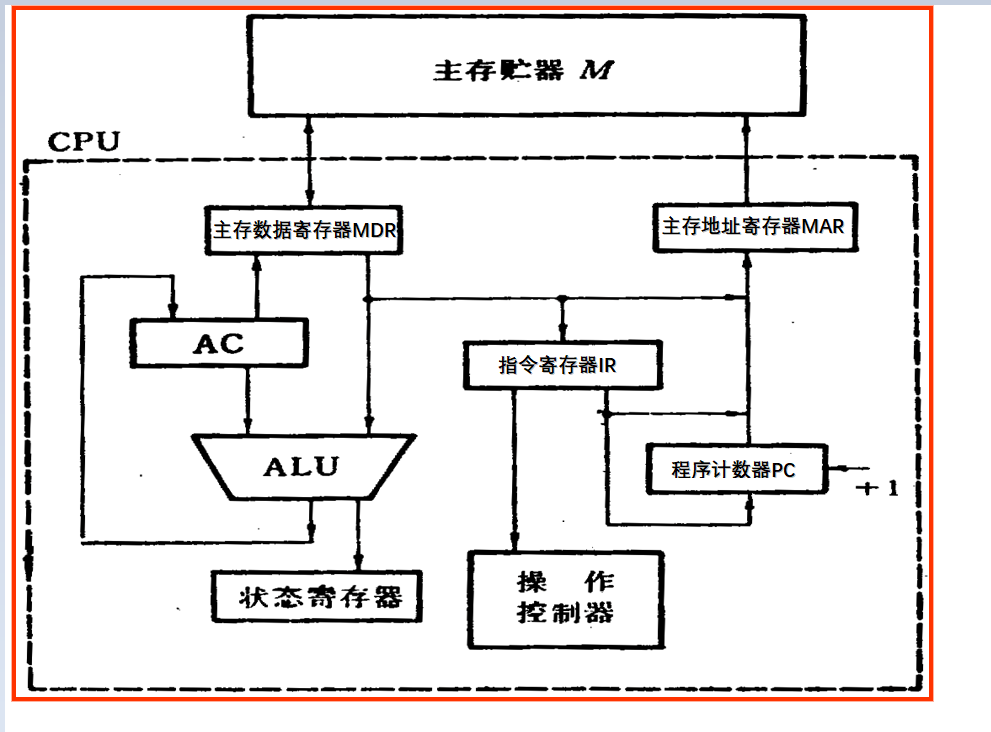 主存贮器 M
CPU
主存数据寄存器MDR
主存地址寄存器MAR
AC
指令寄存器IR
ALU
程序计数器PC
+1
状态寄存器
操 作
控制器